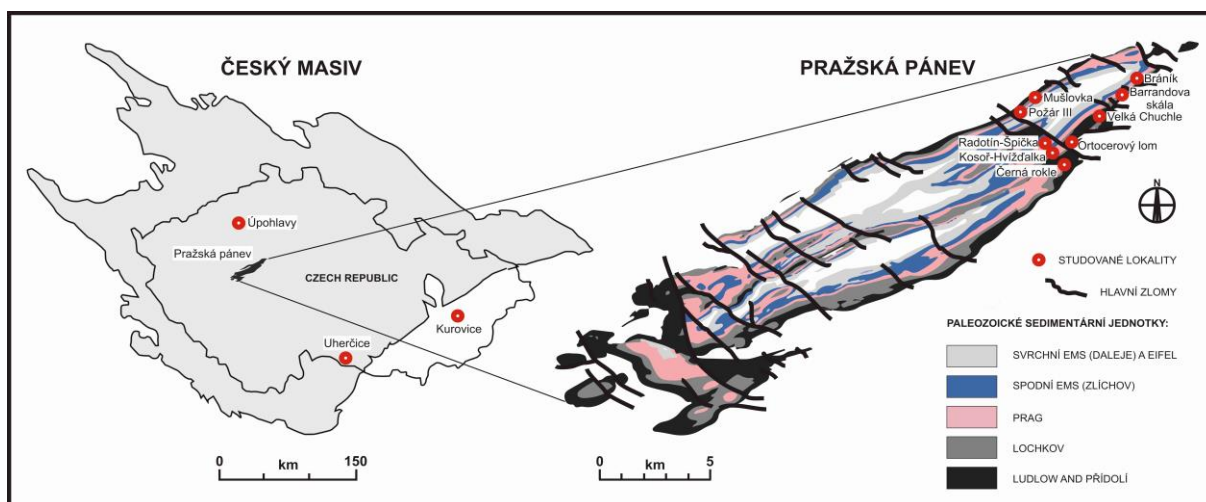 ČESKÝ MASIV
Úpohlavy
Pražská pánev
CZECH REPUBLIC
Kurovice
Uherčice
0
km
150
PRAŽSKÁ PÁNEV
Bráník
Barrandova
skála
Mušlovka
Požár III
Velká Chuchle
Radotín-Špička
Ortocerový lom
Kosoř-Hvížďalka
Černá rokle
N
STUDOVANÉ LOKALITY
HLAVNÍ ZLOMY
PALEOZOICKÉ SEDIMENTÁRNÍ JEDNOTKY:
SVRCHNÍ EMS (DALEJE) A EIFEL
SPODNÍ EMS (ZLÍCHOV)
PRAG
LOCHKOV
LUDLOW AND PŘÍDOLÍ
0
km
5